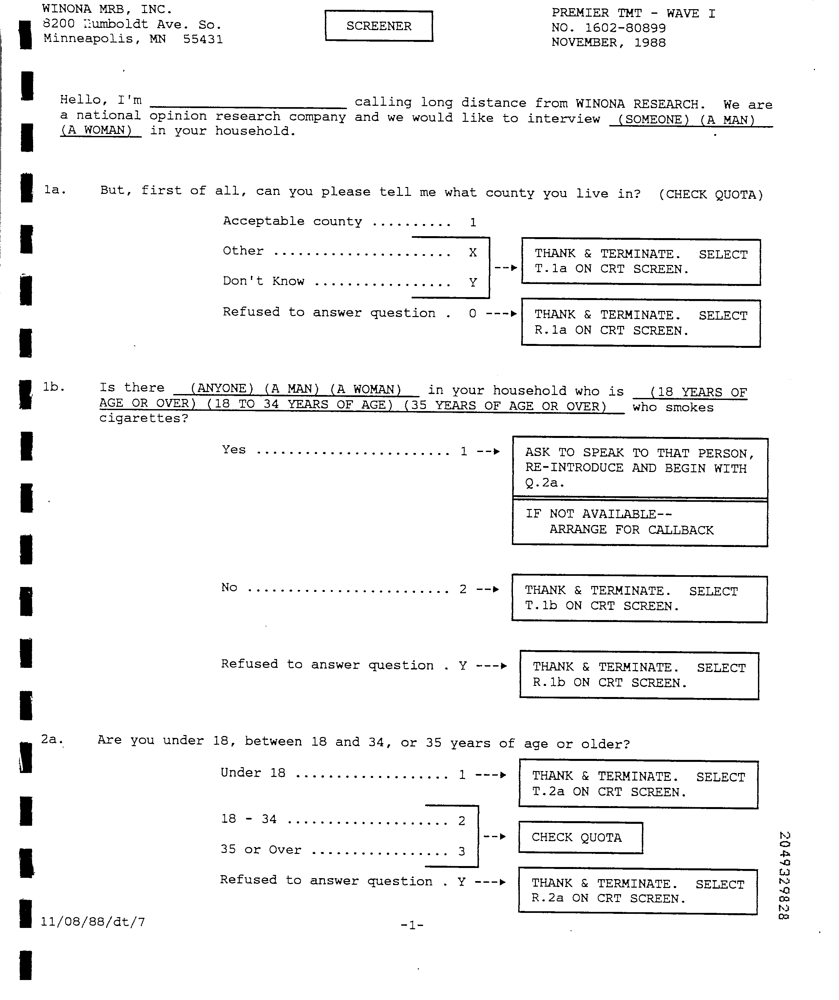 WINONA MRB, INC.
8200 Humboldt Ave. So.
Minneapolis, MN 55431
SCREENER
PREMIER TMT - WAVE I
NO. 1602-80899
NOVEMBER, 1988
Hello, I'm ______________________ calling long distance from WINONA RESEARCH. We are
a national opinion research company and we would like to interview (SOMEONE) (A MAN)
(A WOMAN) in your household.
1a. But, first of all, can you please tell me what county you live in? (CHECK QUOTA)
Acceptable county .......... 1
Other ...................... X
Don't Know ................. Y
THANK & TERMINATE. SELECT
T.1a ON CRT SCREEN.
Refused to answer question . 0 ---►
THANK & TERMINATE. SELECT
R.1a ON CRT SCREEN.
1b. Is there (ANYONE) (A MAN) (A WOMAN) in your household who is (18 YEARS OF
AGE OR OVER) (18 TO 34 YEARS OF AGE) (35 YEARS OF AGE OR OVER) who smokes
cigarettes?
Yes ........................ 1 --►
ASK TO SPEAK TO THAT PERSON,
RE-INTRODUCE AND BEGIN WITH
Q.2a.
IF NOT AVAILABLE--
ARRANGE FOR CALLBACK
No ......................... 2 --►
THANK & TERMINATE. SELECT
T.1b ON CRT SCREEN.
Refused to answer question . Y ---►
THANK & TERMINATE. SELECT
R.1b ON CRT SCREEN.
2a. Are you under 18, between 18 and 34, or 35 years of age or older?
Under 18 ................... 1 ---►
THANK & TERMINATE. SELECT
T.2a ON CRT SCREEN.
18 - 34 .................... 2
35 or Over ................. 3
CHECK QUOTA
Refused to answer question . Y ---►
THANK & TERMINATE. SELECT
R.2a ON CRT SCREEN.
11/08/88/dt/7
-1-
2049329828